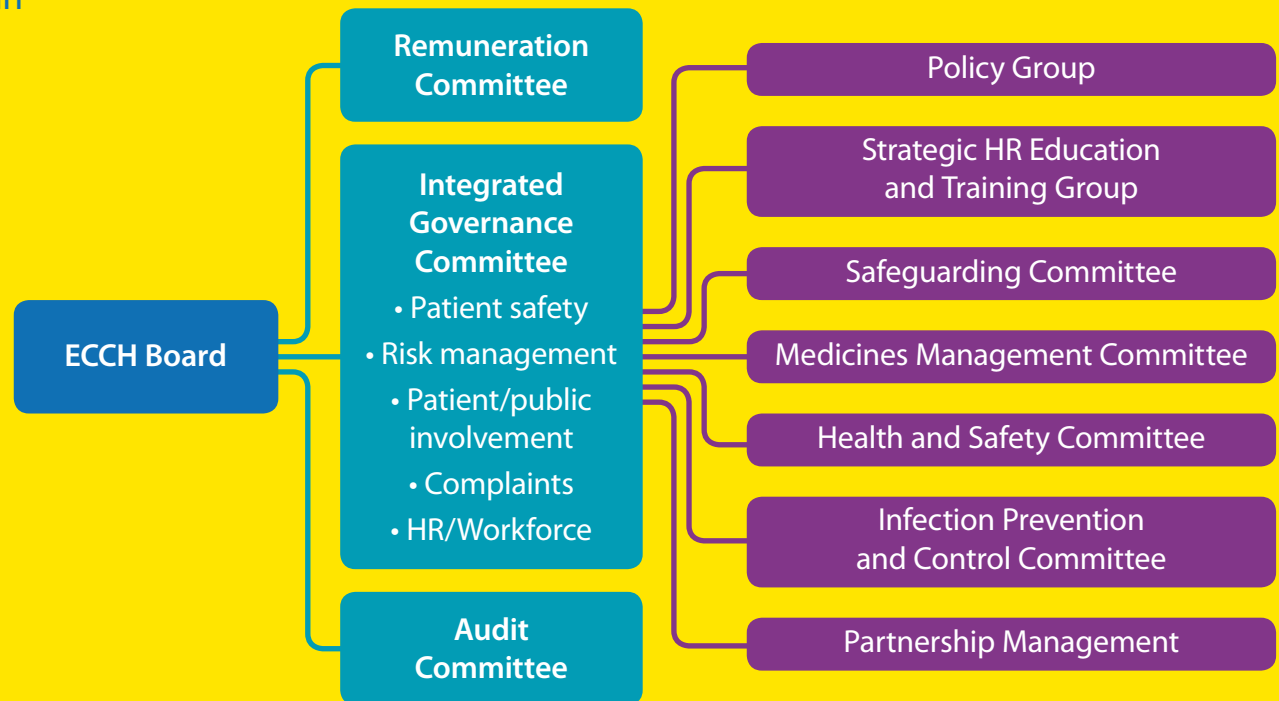 Remuneration
Committee
Integrated
Governance
Committee
• Patient safety
• Risk management
• Patient/public
involvement
• Complaints
• HR/Workforce
Audit
Committee
ECCH Board
Policy Group
Strategic HR Education
and Training Group
Safeguarding Committee
Medicines Management Committee
Health and Safety Committee
Infection Prevention
and Control Committee
Partnership Management